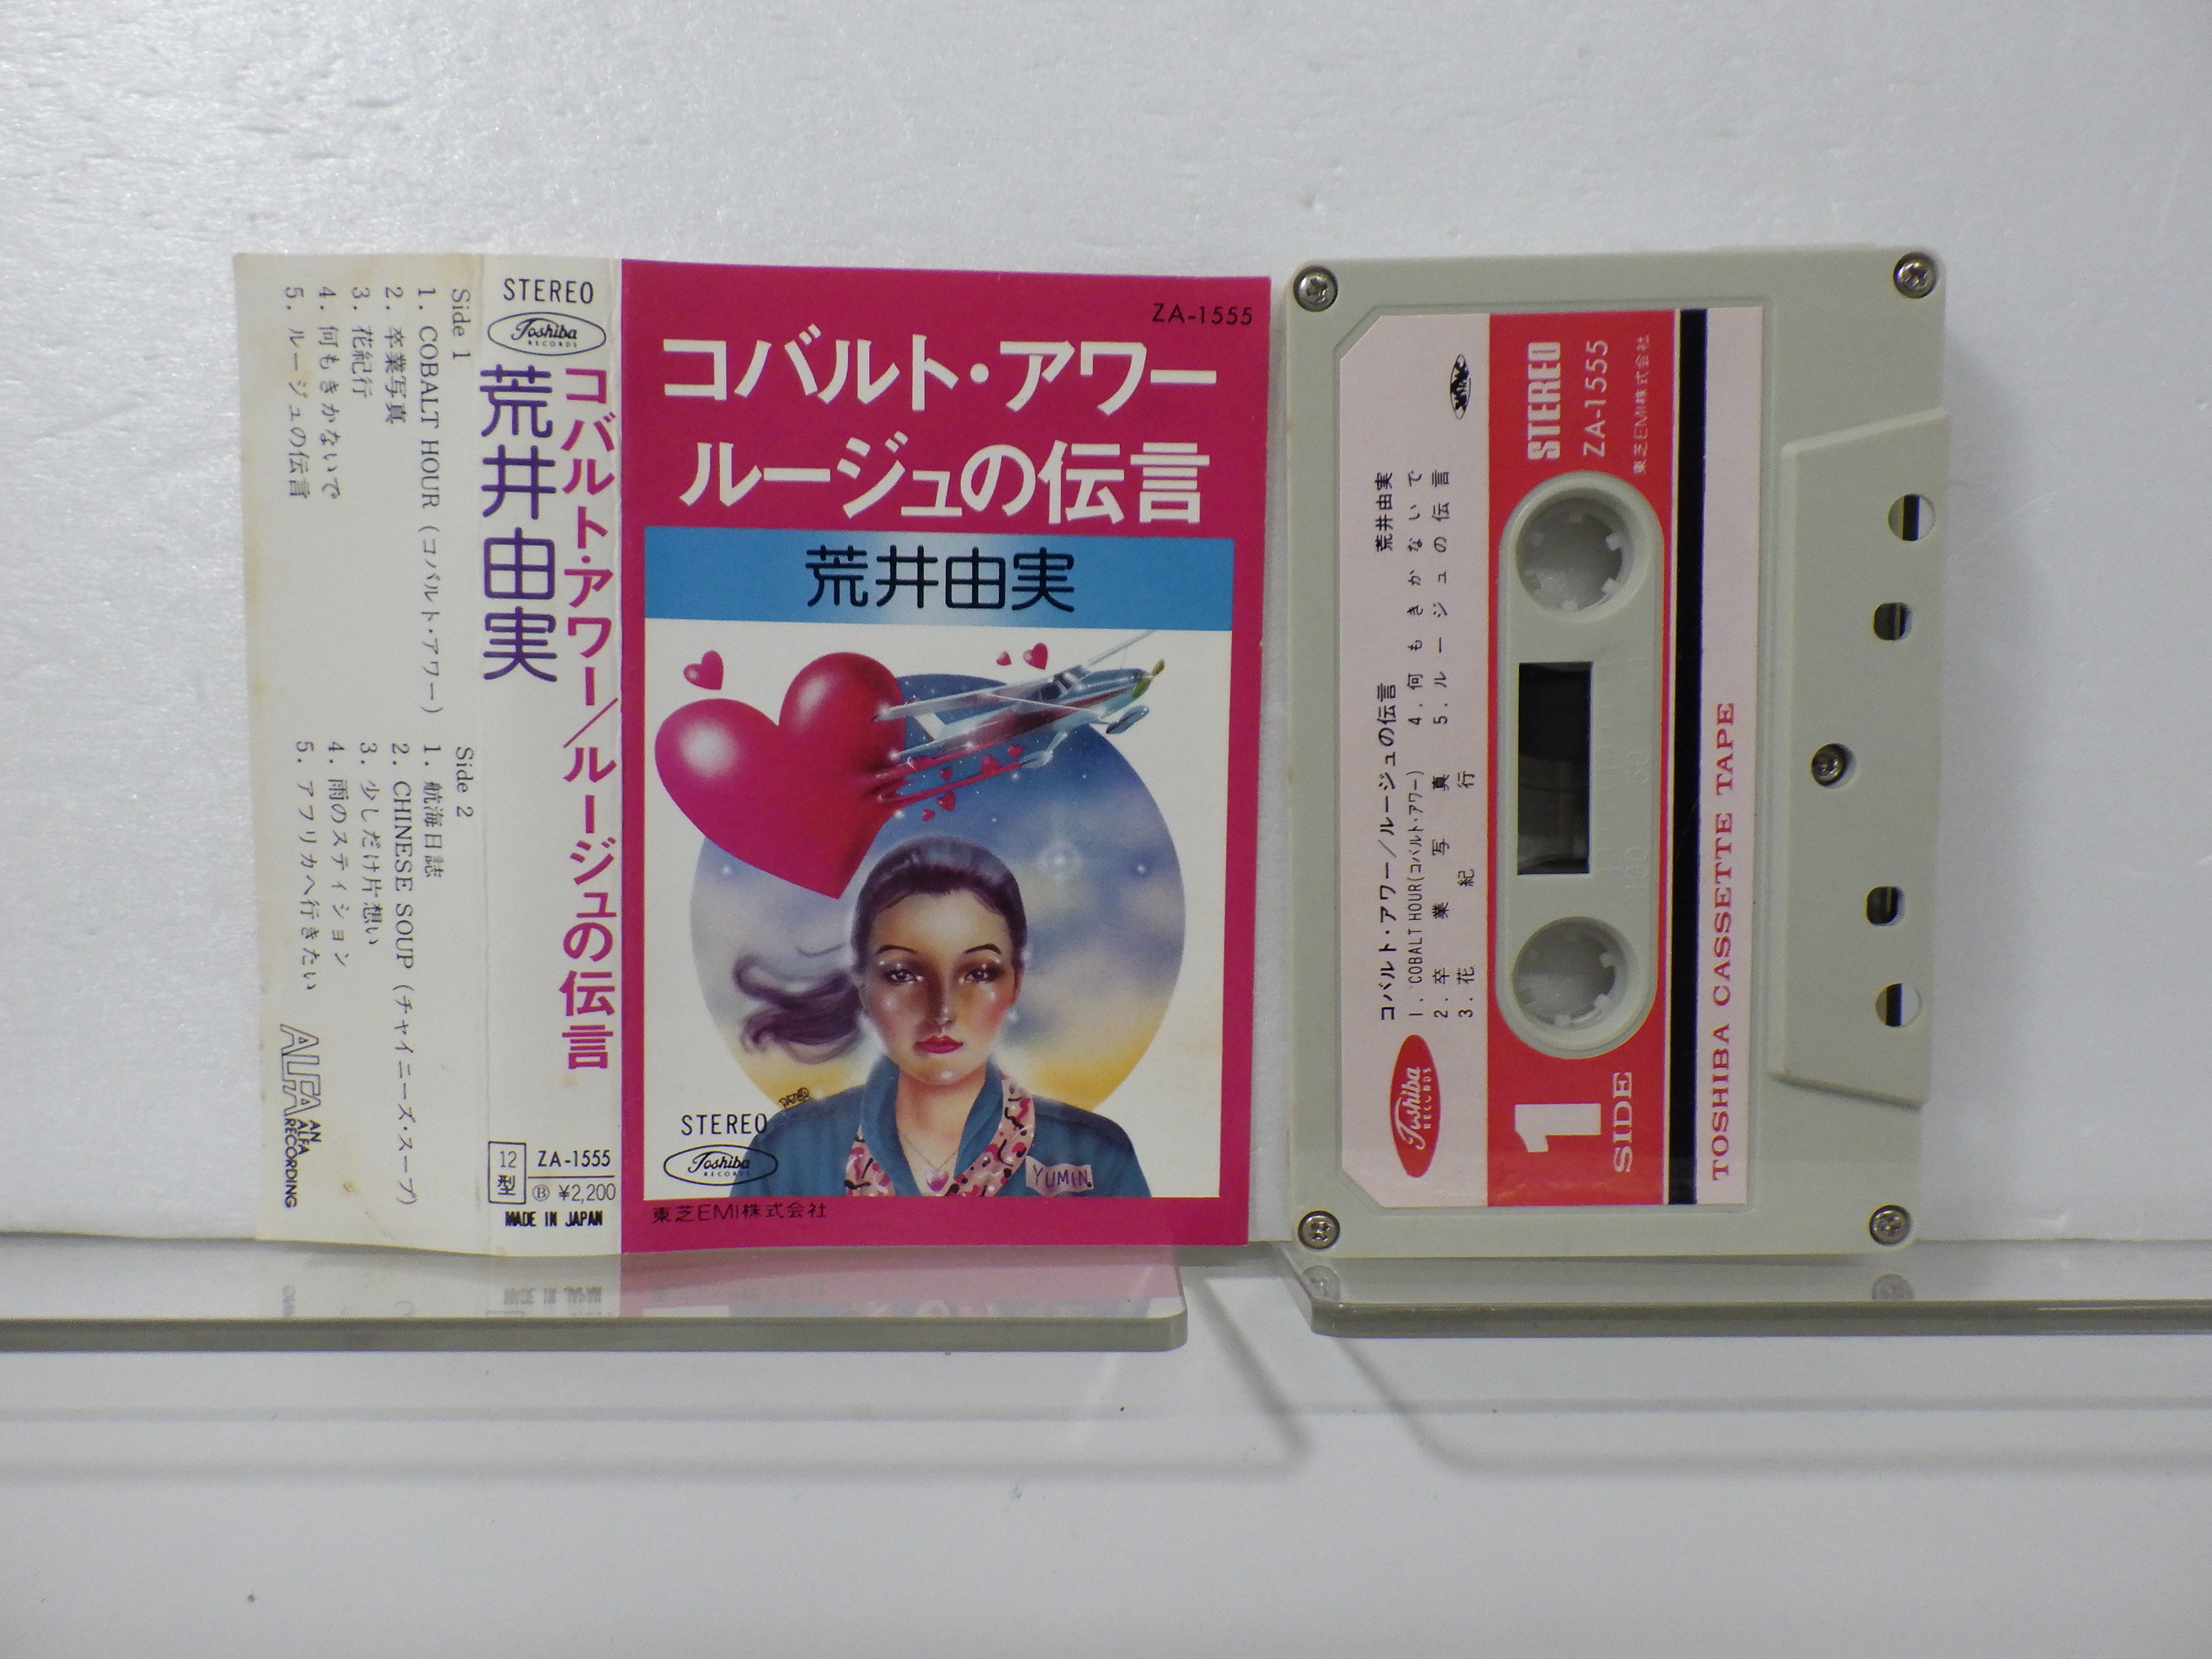 Side 1
1. COBALT HOUR (コバルト・アワー)
2. 卒業写真
3. 花紀行
4. 何もきかないで
5. ルージュの伝言
Side 2
1. 航海日誌
2. CHINESE SOUP (チャイニーズ・スープ)
3. 少しだけ片想い
4. 雨のスティション
5. アフリカへ行きたい
ALFA
AN
ALFA
RECORDING
STEREO
Toshiba
RECORDS
コバルト・アワー/ルージュの伝言
荒井由実
12型
ZA-1555
Ⓑ ¥2,200
MADE IN JAPAN
ZA-1555
コバルト・アワー
ルージュの伝言
荒井由実
YUMIN
STEREO
Toshiba
RECORDS
東芝EMI株式会社
Toshiba
RECORDS
コバルト・アワー/ルージュの伝言 荒井由実
1. COBALT HOUR(コバルト・アワー) 4. 何もきかないで
2. 卒業写真 5. ルージュの伝言
3. 花紀行
1
SIDE
STEREO
ZA-1555
東芝EMI株式会社
100 50 0
TOSHIBA CASSETTE TAPE